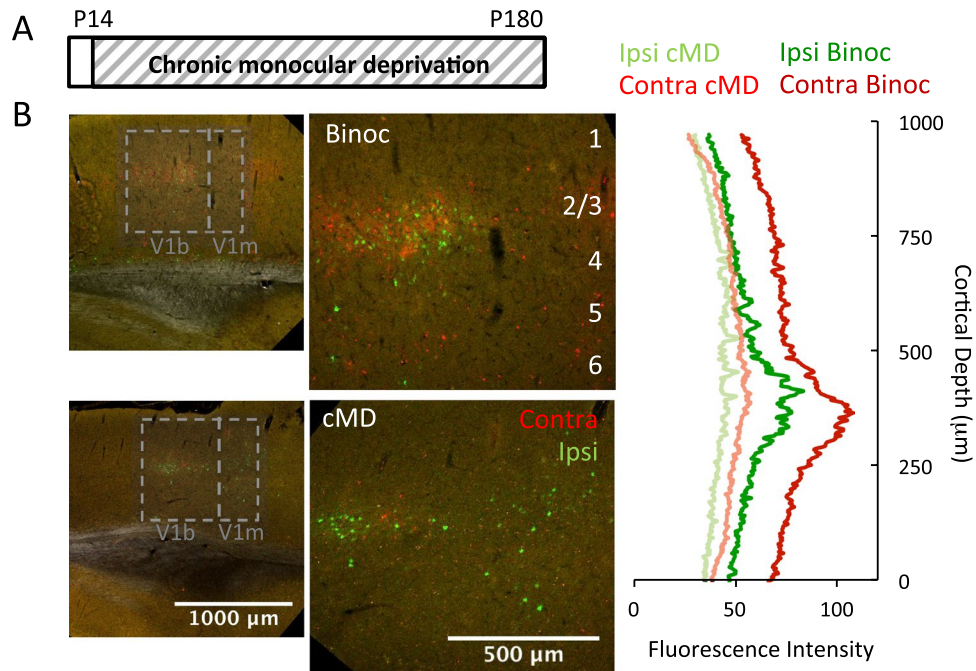 A
P14
P180
Chronic monocular deprivation
Ipsi cMD
Ipsi Binoc
Contra cMD
Contra Binoc
B
V1b
V1m
Binoc
1
2/3
4
5
6
V1b
V1m
1000 µm
cMD
Contra
Ipsi
500 µm
1000
750
500
250
0
Cortical Depth (µm)
0
50
100
Fluorescence Intensity